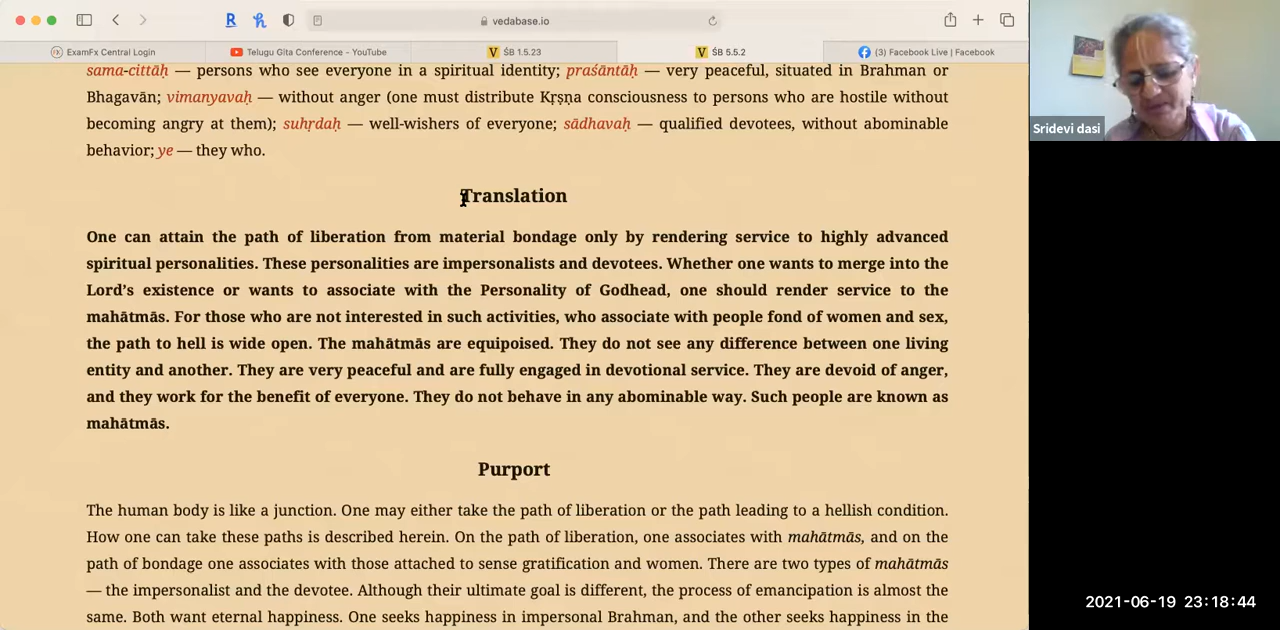 vedabase.io
ExamFx Central Login
Telugu Gita Conference - YouTube
ŚB 1.5.23
ŚB 5.5.2
(3) Facebook Live | Facebook
sama-cittāḥ — persons who see everyone in a spiritual identity; praśāntāḥ — very peaceful, situated in Brahman or
Bhagavān; vimanyavaḥ — without anger (one must distribute Kṛṣṇa consciousness to persons who are hostile without
becoming angry at them); suhṛdaḥ — well-wishers of everyone; sādhavaḥ — qualified devotees, without abominable
behavior; ye — they who.
Translation
One can attain the path of liberation from material bondage only by rendering service to highly advanced
spiritual personalities. These personalities are impersonalists and devotees. Whether one wants to merge into the
Lord’s existence or wants to associate with the Personality of Godhead, one should render service to the
mahātmās. For those who are not interested in such activities, who associate with people fond of women and sex,
the path to hell is wide open. The mahātmās are equipoised. They do not see any difference between one living
entity and another. They are very peaceful and are fully engaged in devotional service. They are devoid of anger,
and they work for the benefit of everyone. They do not behave in any abominable way. Such people are known as
mahātmās.
Purport
The human body is like a junction. One may either take the path of liberation or the path leading to a hellish condition.
How one can take these paths is described herein. On the path of liberation, one associates with mahātmās, and on the
path of bondage one associates with those attached to sense gratification and women. There are two types of mahātmās
— the impersonalist and the devotee. Although their ultimate goal is different, the process of emancipation is almost the
same. Both want eternal happiness. One seeks happiness in impersonal Brahman, and the other seeks happiness in the
Sridevi dasi
2021-06-19 23:18:44